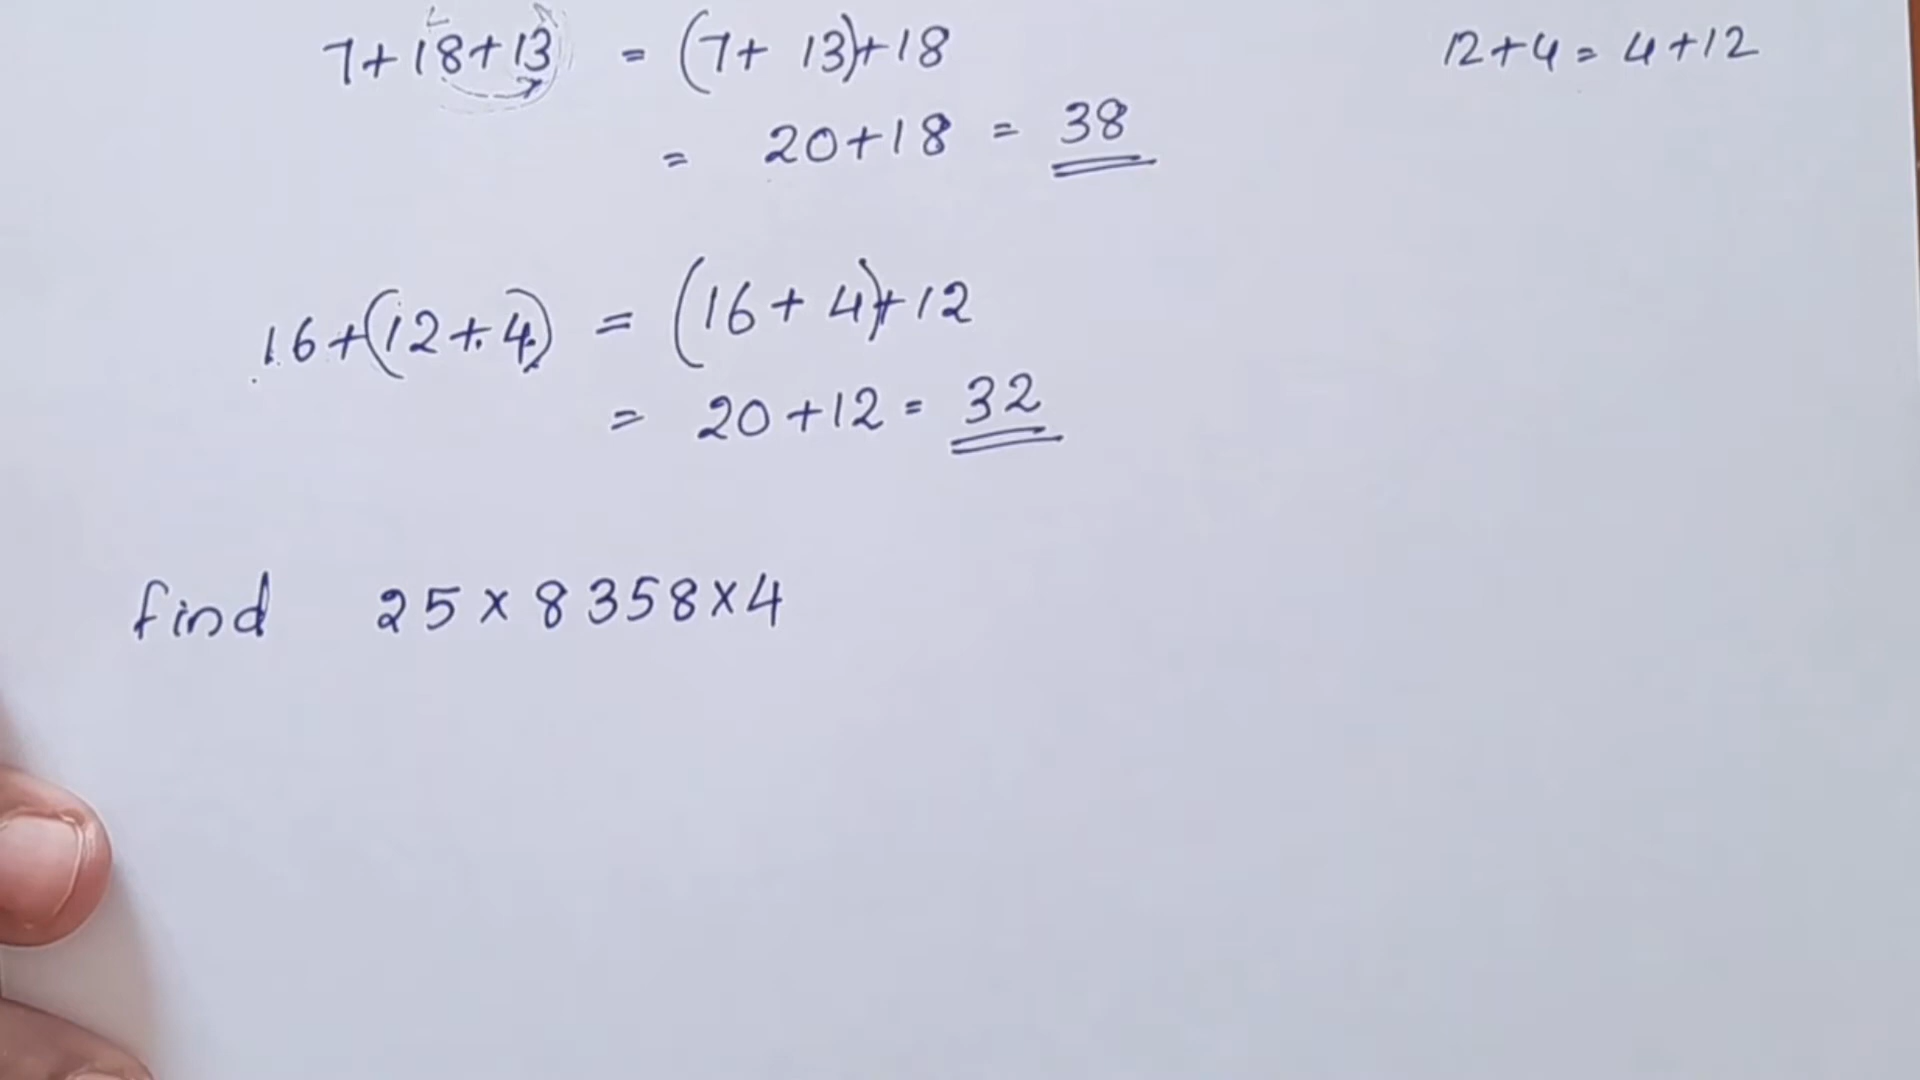 7+18+13 = (7+ 13)+18
12+4 = 4+12
= 20+18 = 38
16+(12+4) = (16+ 4)+12
= 20+12 = 32
find 25×8358×4